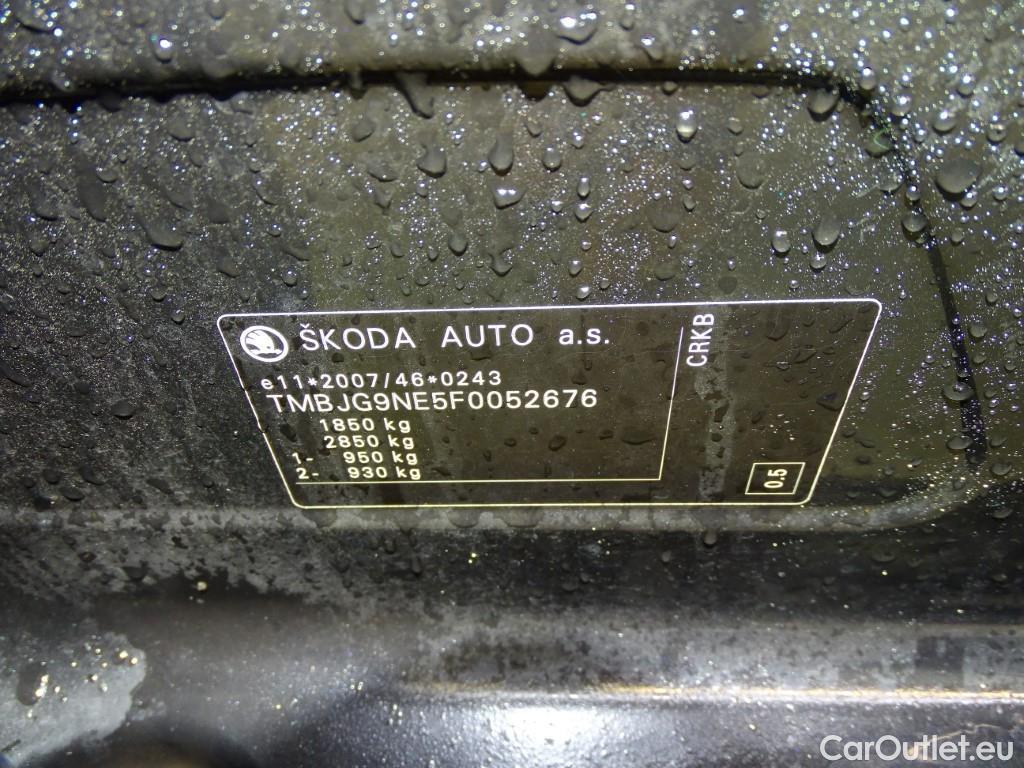 ŠKODA AUTO a.s.
e11*2007/46*0243
TMBJG9NE5F0052676
1850 kg
2850 kg
1- 950 kg
2- 930 kg
CRKB
0.5
CarOutlet.eu